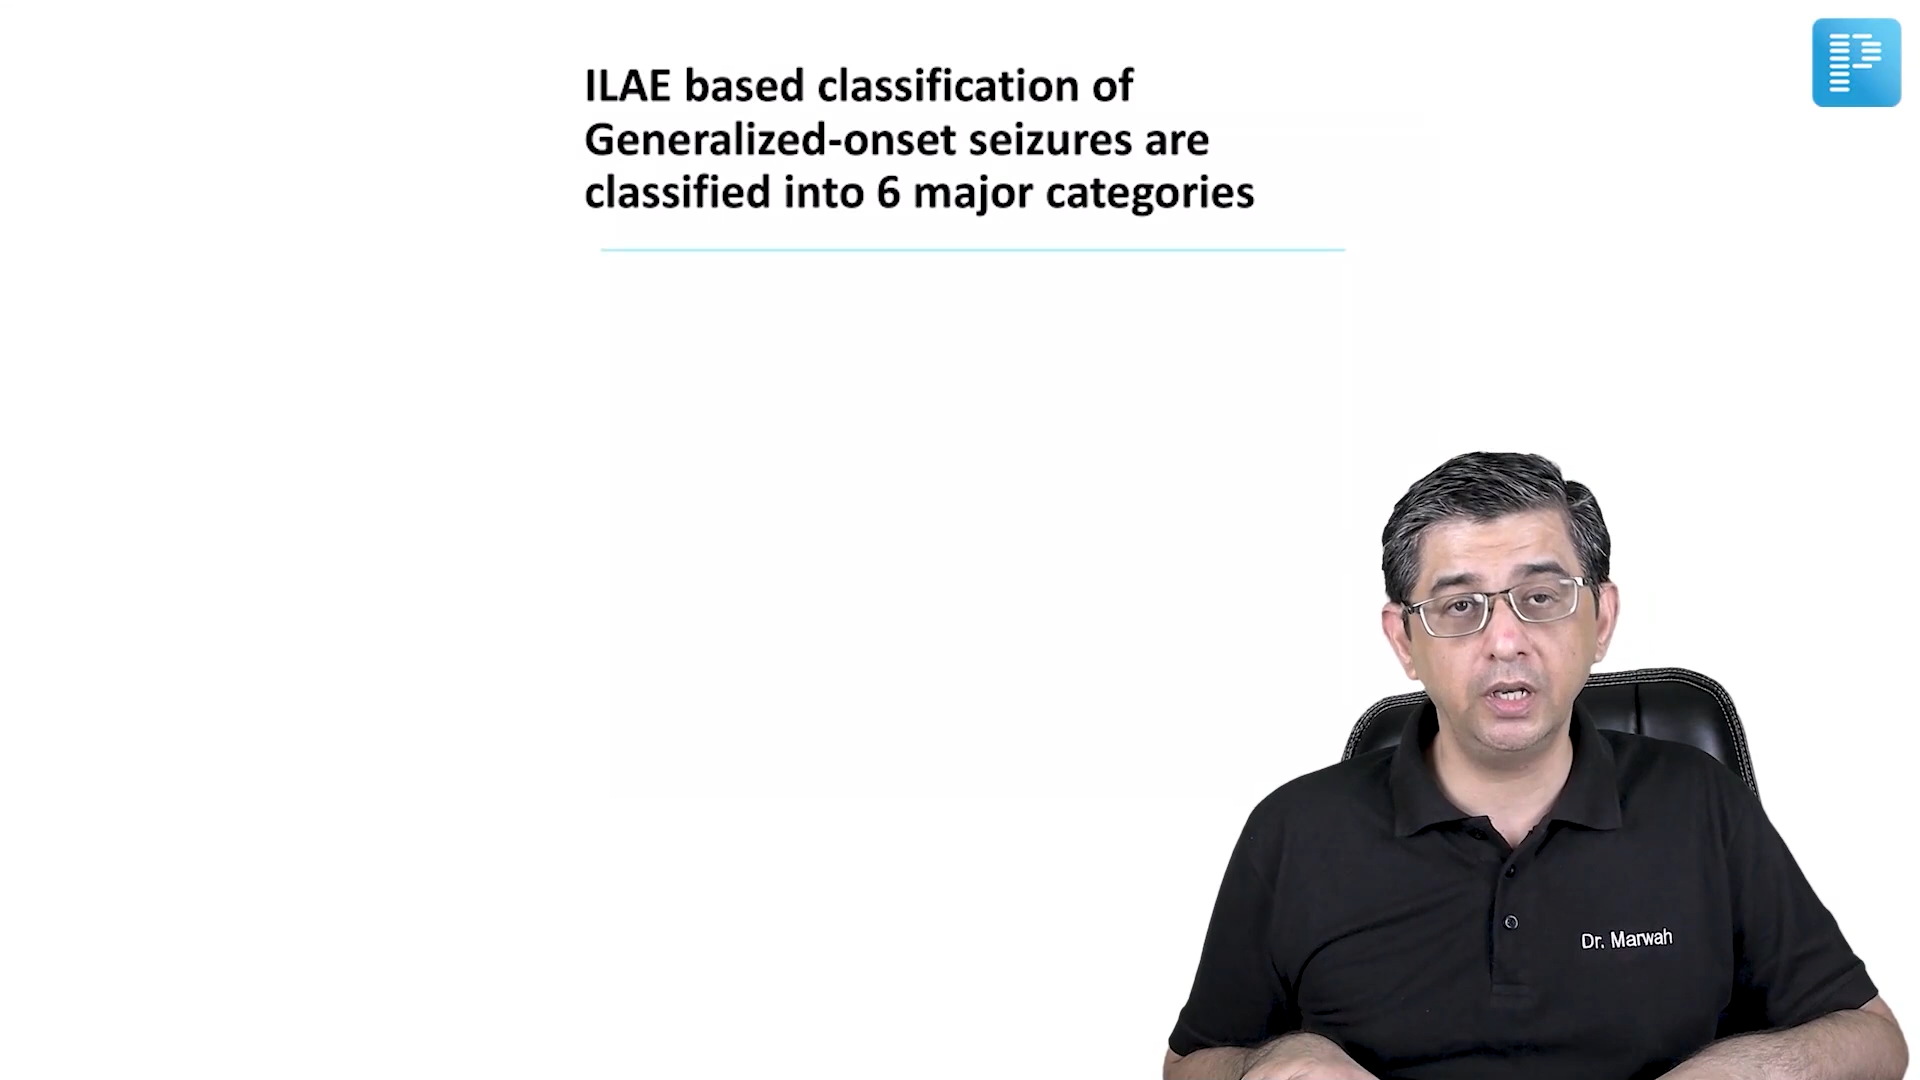 ILAE based classification of
Generalized-onset seizures are
classified into 6 major categories
Dr. Marwah